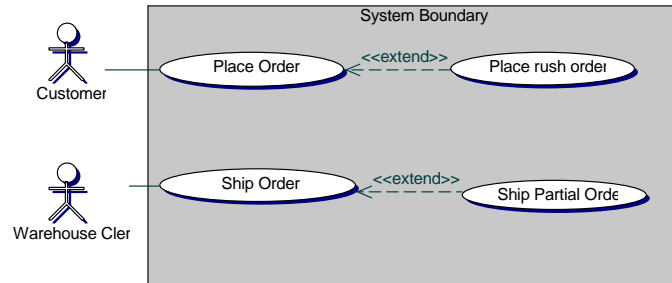 System Boundary
<<extend>>
Place Order
Place rush order
Customer
<<extend>>
Ship Order
Ship Partial Orde
Warehouse Cler